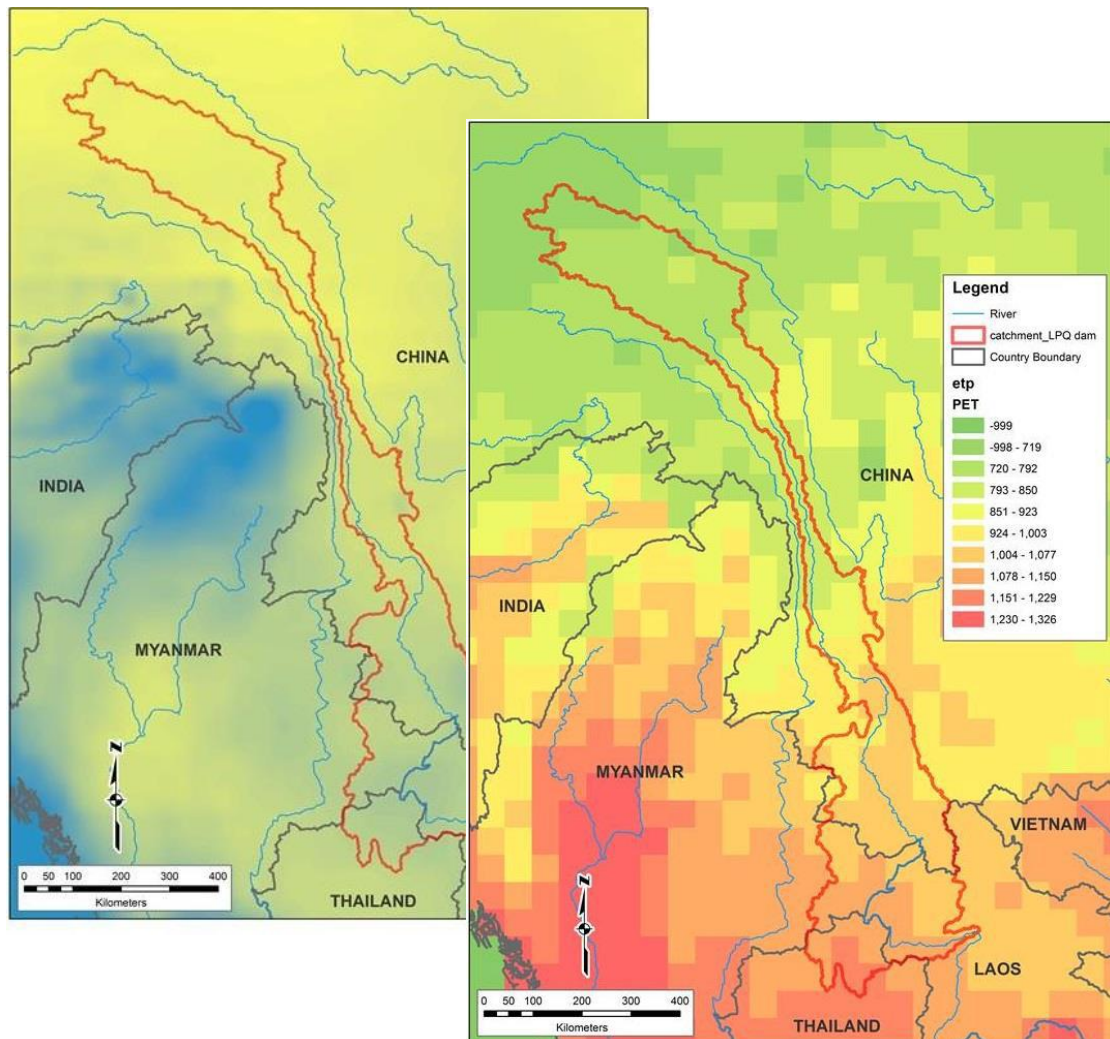 CHINA
INDIA
MYANMAR
THAILAND
N
0 50 100 200 300 400
Kilometers
Legend
River
catchment_LPQ dam
Country Boundary
etp
PET
-999
-998 - 719
720 - 792
793 - 850
851 - 923
924 - 1,003
1,004 - 1,077
1,078 - 1,150
1,151 - 1,229
1,230 - 1,326
CHINA
INDIA
MYANMAR
VIETNAM
LAOS
THAILAND
N
0 50 100 200 300 400
Kilometers